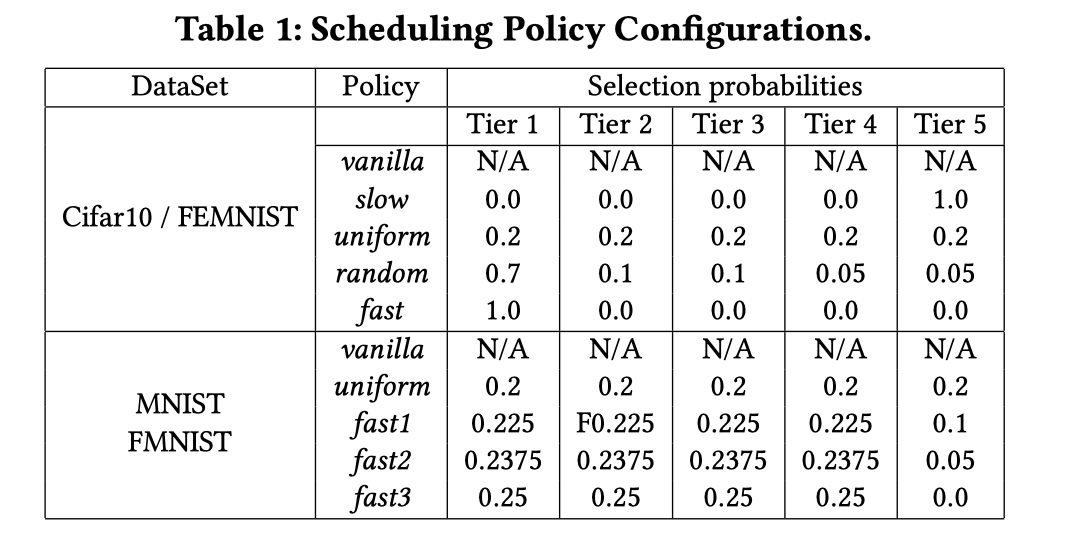 Table 1: Scheduling Policy Configurations.
DataSet Policy Selection probabilities
Tier 1 Tier 2 Tier 3 Tier 4 Tier 5
Cifar10 / FEMNIST
vanilla N/A N/A N/A N/A N/A
slow 0.0 0.0 0.0 0.0 1.0
uniform 0.2 0.2 0.2 0.2 0.2
random 0.7 0.1 0.1 0.05 0.05
fast 1.0 0.0 0.0 0.0 0.0
MNIST
FMNIST
vanilla N/A N/A N/A N/A N/A
uniform 0.2 0.2 0.2 0.2 0.2
fast1 0.225 F0.225 0.225 0.225 0.1
fast2 0.2375 0.2375 0.2375 0.2375 0.05
fast3 0.25 0.25 0.25 0.25 0.0